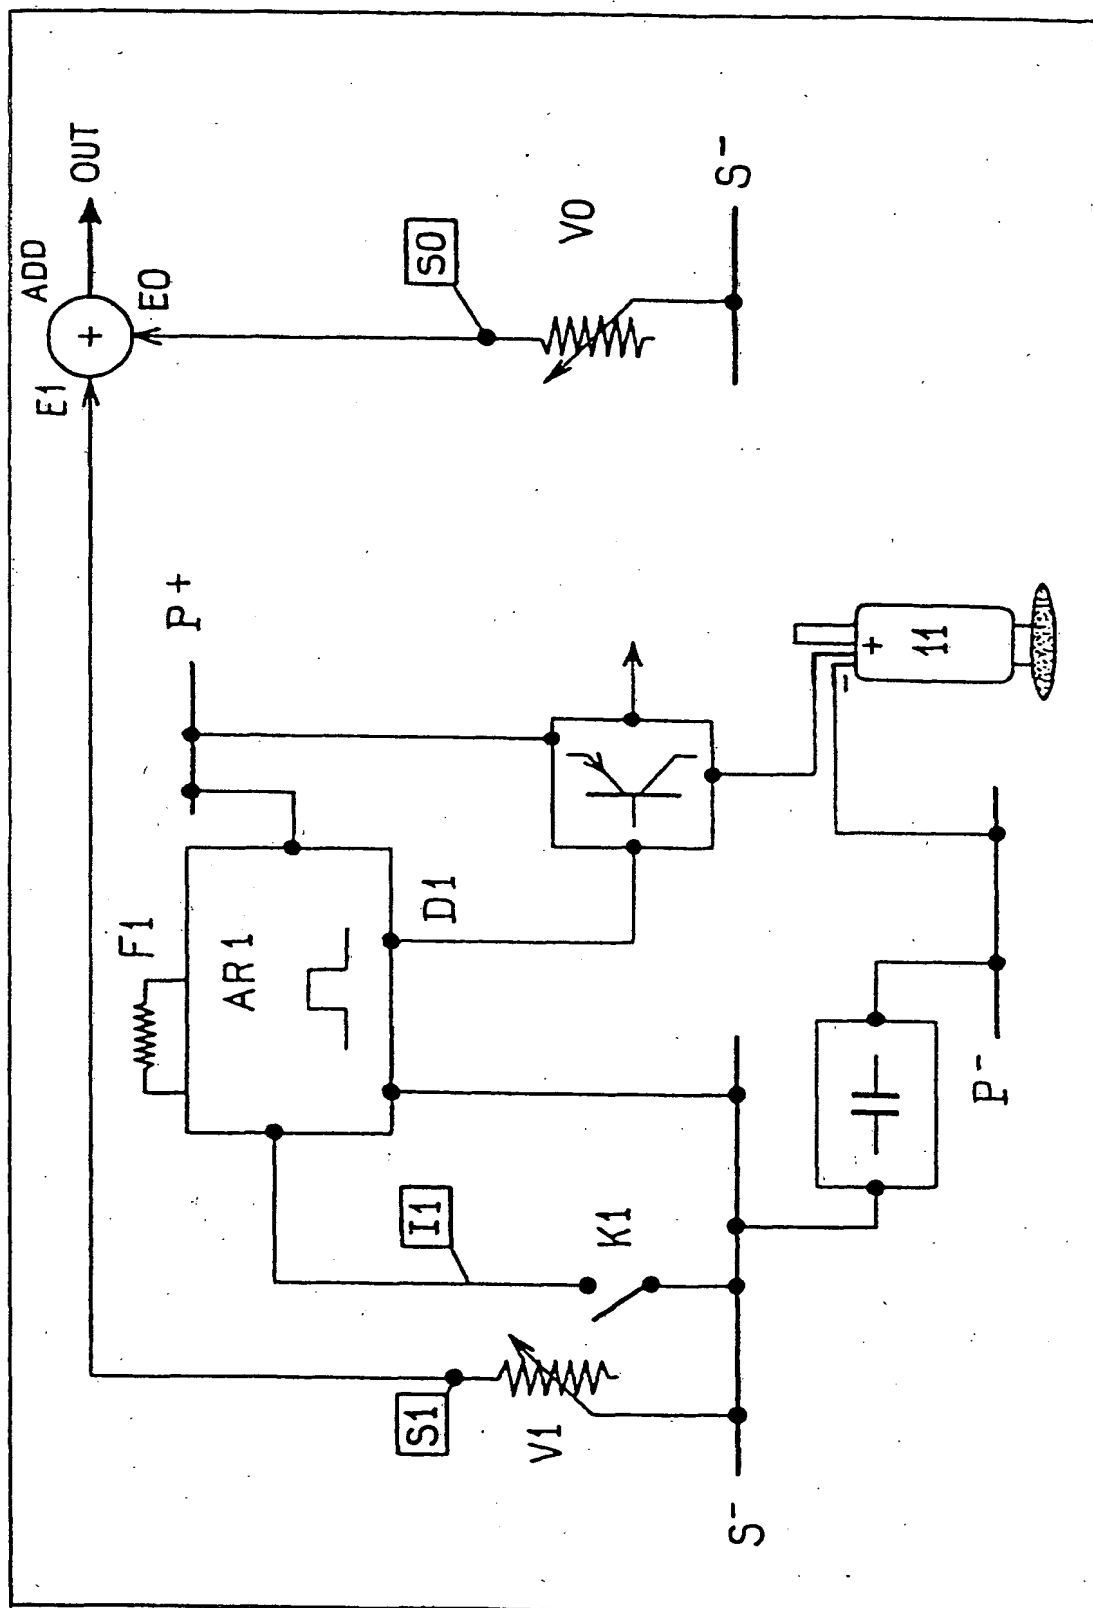 ADD
E1
+
OUT
E0
F1
P+
AR1
S1
I1
D1
S0
V1
V0
K1
S-
S-
-
+
11
P-